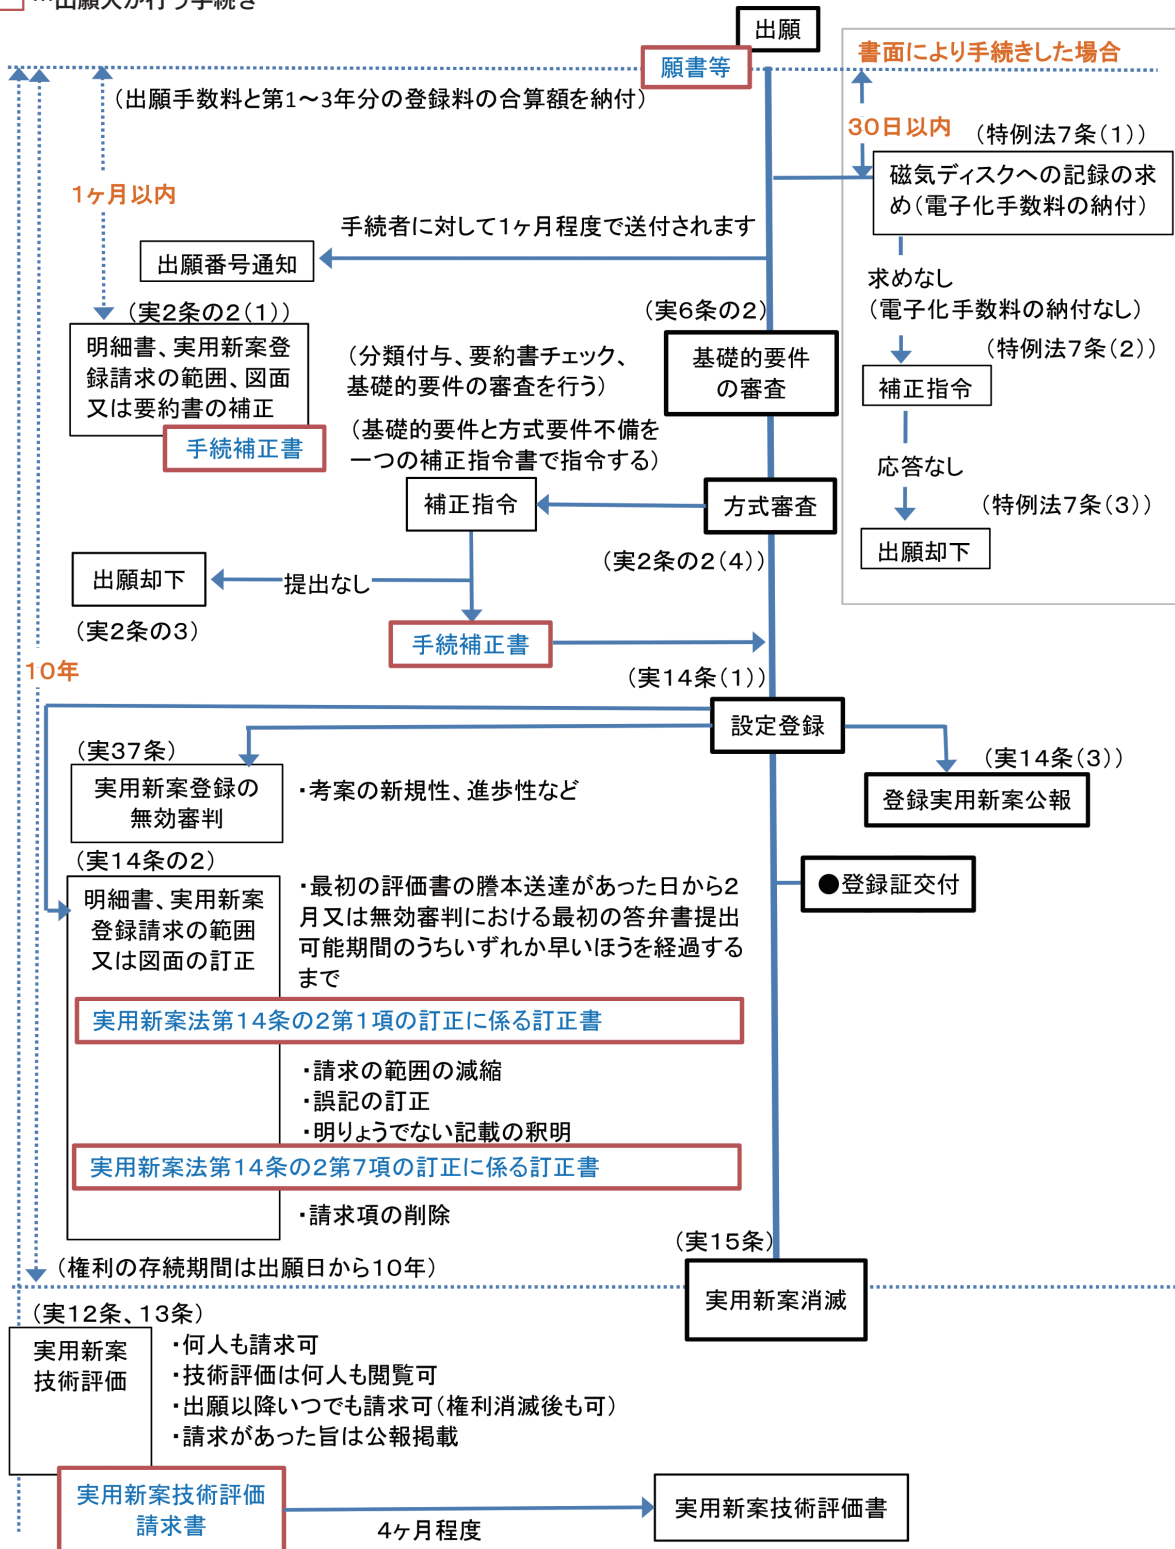 …出願人が行う手続き
出願
願書等
書面により手続きした場合
(出願手数料と第1～3年分の登録料の合算額を納付)
30日以内
(特例法7条(1))
磁気ディスクへの記録の求
め(電子化手数料の納付)
1ヶ月以内
手続者に対して1ヶ月程度で送付されます
出願番号通知
求めなし
(電子化手数料の納付なし)
(実2条の2(1))
明細書、実用新案登
録請求の範囲、図面
又は要約書の補正
手続補正書
(実6条の2)
基礎的要件
の審査
(分類付与、要約書チェック、
基礎的要件の審査を行う)
(基礎的要件と方式要件不備を
一つの補正指令書で指令する)
(特例法7条(2))
補正指令
応答なし
(特例法7条(3))
出願却下
補正指令
方式審査
(実2条の2(4))
出願却下
提出なし
(実2条の3)
手続補正書
10年
(実14条(1))
設定登録
(実37条)
実用新案登録の
無効審判
・考案の新規性、進歩性など
(実14条(3))
登録実用新案公報
(実14条の2)
明細書、実用新案
登録請求の範囲
又は図面の訂正
・最初の評価書の謄本送達があった日から2
月又は無効審判における最初の答弁書提出
可能期間のうちいずれか早いほうを経過する
まで
●登録証交付
実用新案法第14条の2第1項の訂正に係る訂正書
・請求の範囲の減縮
・誤記の訂正
・明りょうでない記載の釈明
実用新案法第14条の2第7項の訂正に係る訂正書
・請求項の削除
(実15条)
実用新案消滅
(権利の存続期間は出願日から10年)
(実12条、13条)
実用新案
技術評価
・何人も請求可
・技術評価は何人も閲覧可
・出願以降いつでも請求可(権利消滅後も可)
・請求があった旨は公報掲載
実用新案技術評価
請求書
4ヶ月程度
実用新案技術評価書